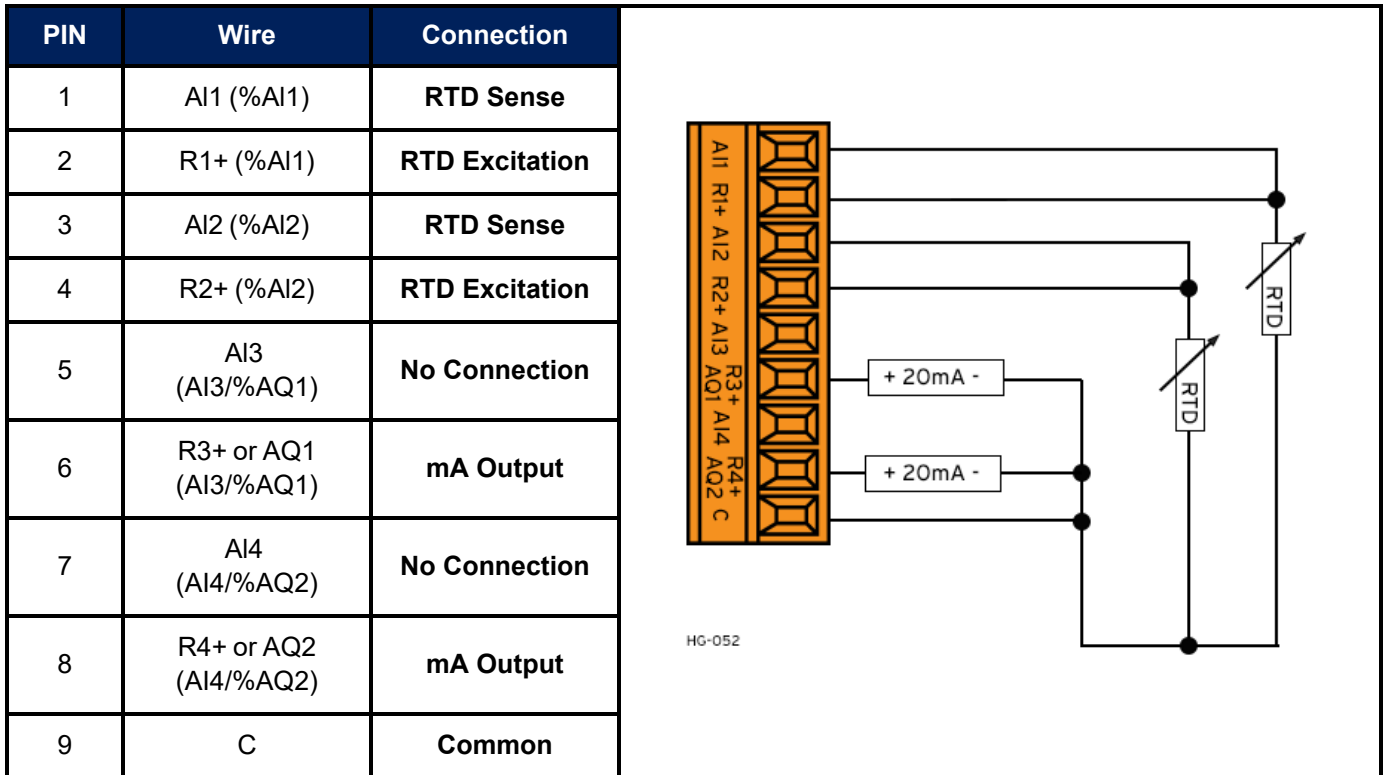 PIN Wire Connection
1 AI1 (%AI1) RTD Sense
2 R1+ (%AI1) RTD Excitation
3 AI2 (%AI2) RTD Sense
4 R2+ (%AI2) RTD Excitation
5 AI3 (AI3/%AQ1) No Connection
6 R3+ or AQ1 (AI3/%AQ1) mA Output
7 AI4 (AI4/%AQ2) No Connection
8 R4+ or AQ2 (AI4/%AQ2) mA Output
9 C Common
AI1
R1+
AI2
R2+
AI3
R3+
AQ1
AI4
R4+
AQ2
C
+ 20mA -
+ 20mA -
RTD
RTD
HG-052